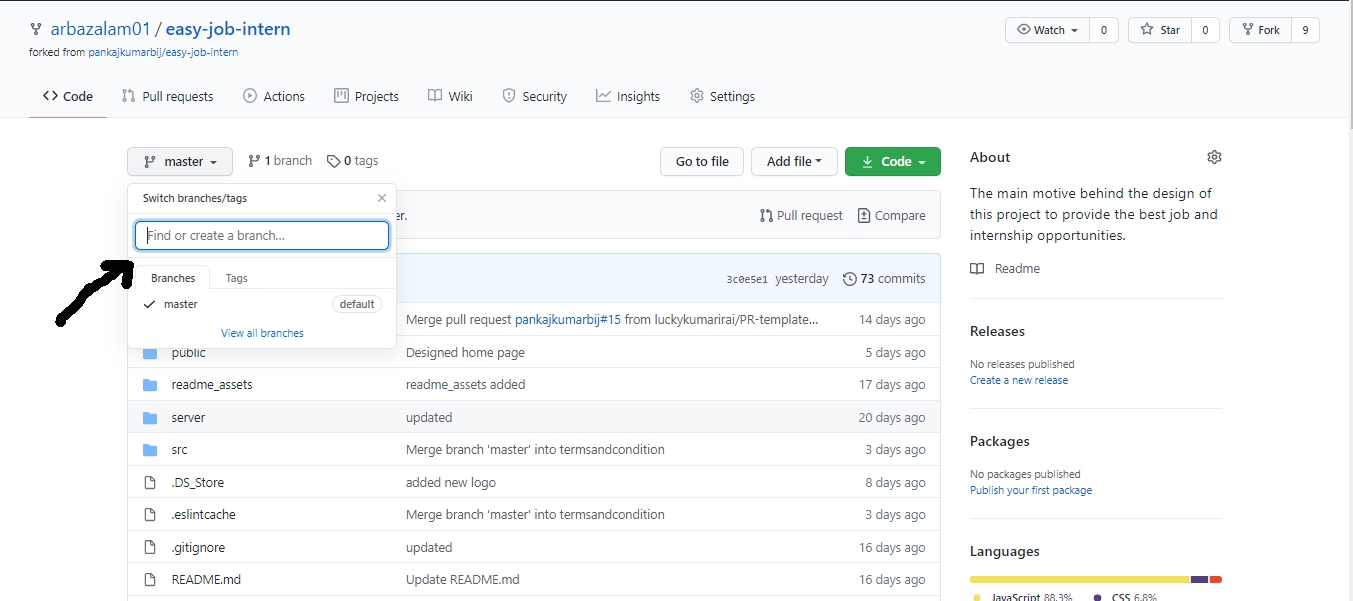 arbazalam01 / easy-job-intern
forked from pankajkumarbij/easy-job-intern
Watch 0 Star 0 Fork 9
Code Pull requests Actions Projects Wiki Security Insights Settings
master 1 branch 0 tags Go to file Add file Code
Switch branches/tags
er. Pull request Compare
Find or create a branch...
Branches Tags
3c0e5e1 yesterday 73 commits
master default
Merge pull request pankajkumarbij#15 from luckykumarirai/PR-template... 14 days ago
View all branches
public Designed home page 5 days ago
readme_assets readme_assets added 17 days ago
server updated 20 days ago
src Merge branch 'master' into termsandcondition 3 days ago
.DS_Store added new logo 8 days ago
.eslintcache Merge branch 'master' into termsandcondition 3 days ago
.gitignore updated 16 days ago
README.md Update README.md 16 days ago
About
The main motive behind the design of
this project to provide the best job and
internship opportunities.
Readme
Releases
No releases published
Create a new release
Packages
No packages published
Publish your first package
Languages
JavaScript 88.3% CSS 6.8%